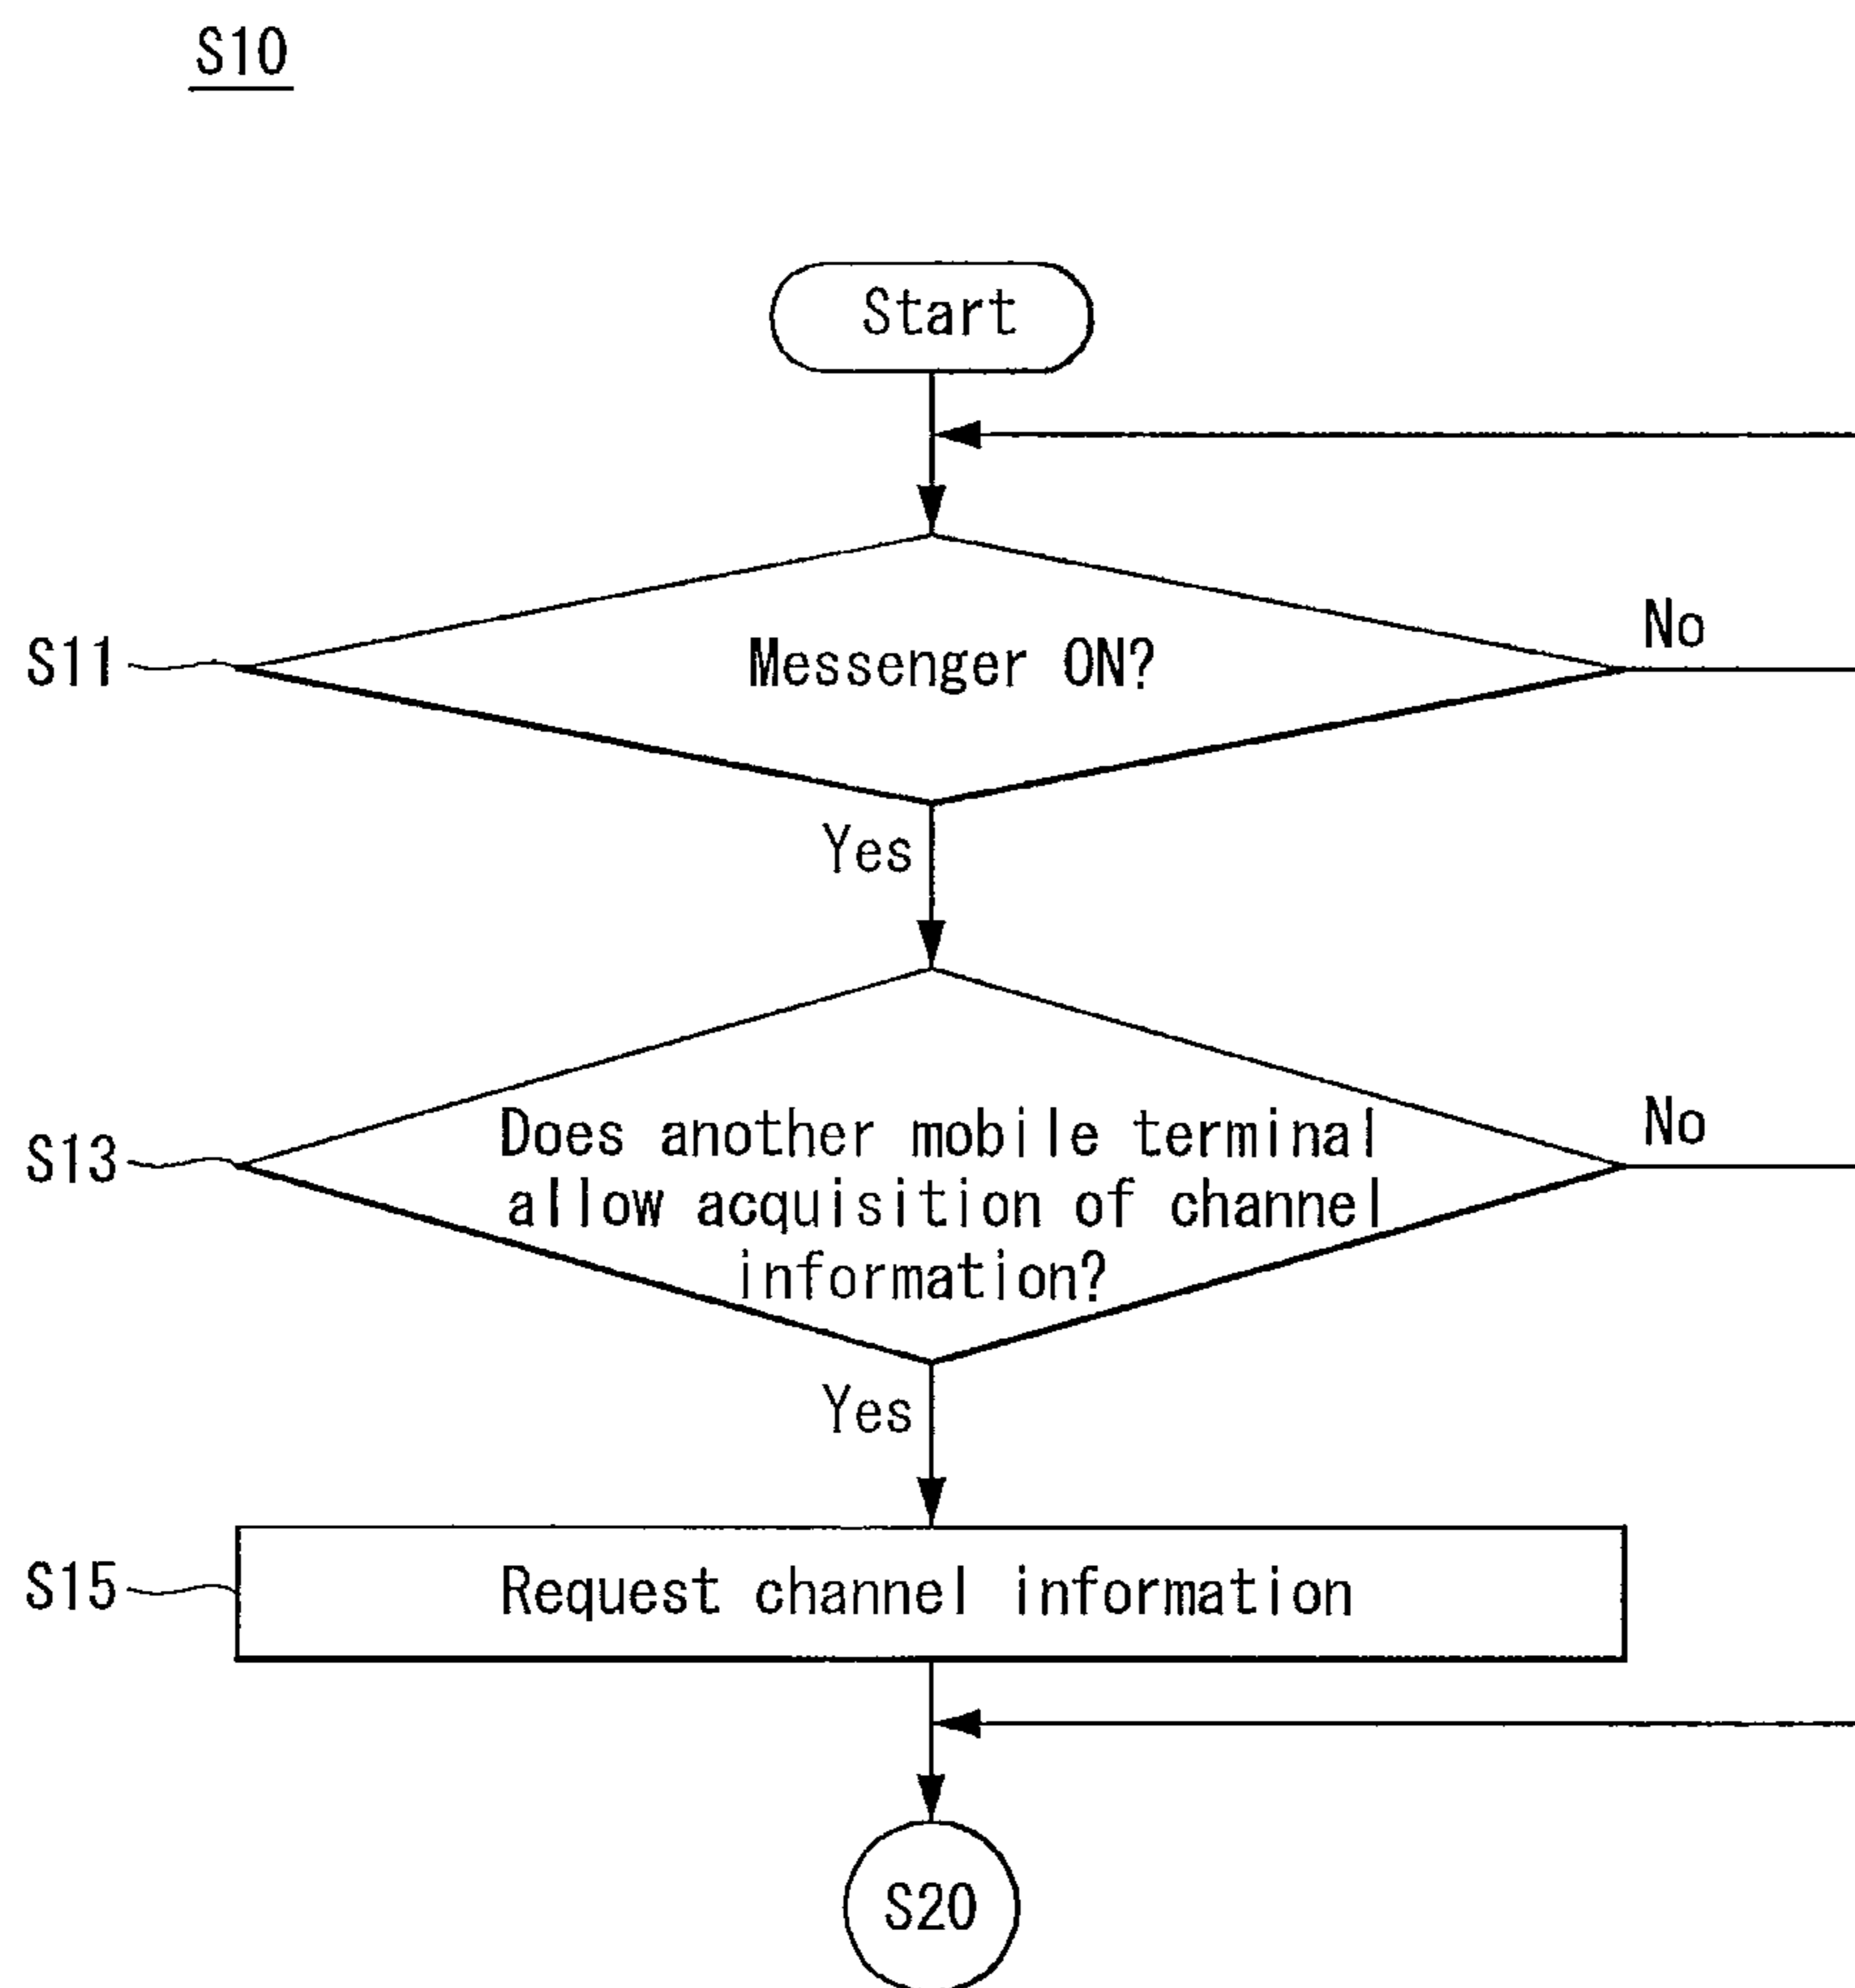 S10
Start
S11
Messenger ON?
No
Yes
S13
Does another mobile terminal
allow acquisition of channel
information?
No
Yes
S15
Request channel information
S20